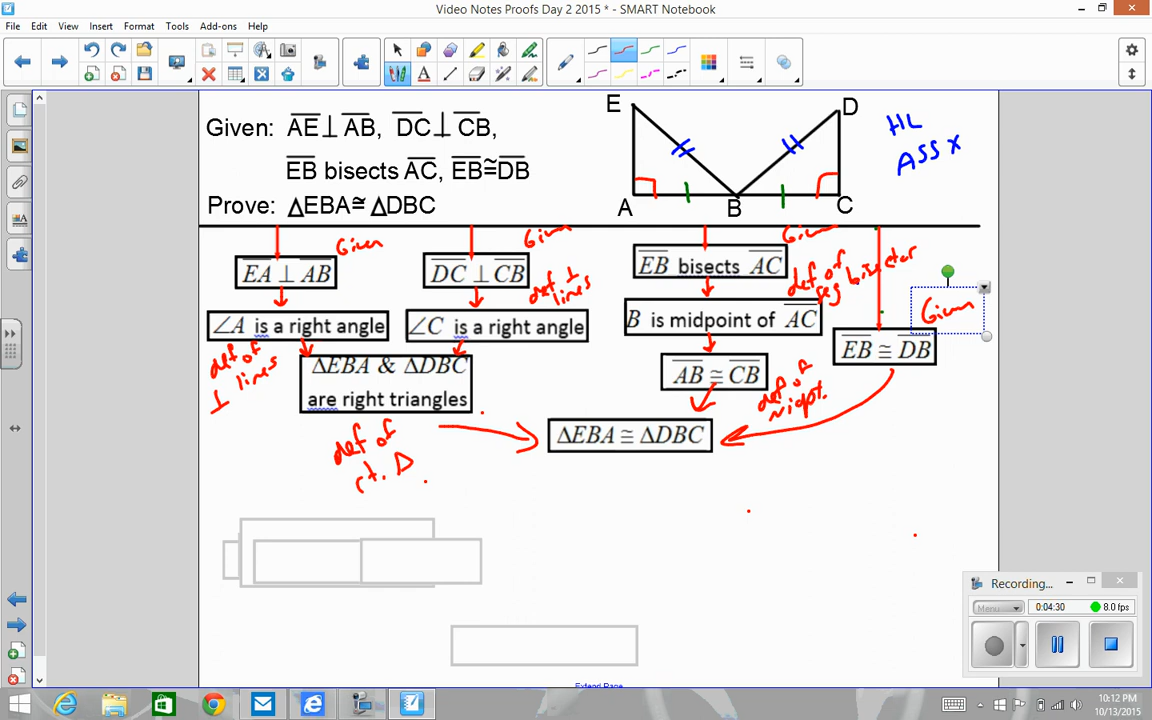 Video Notes Proofs Day 2 2015 * - SMART Notebook
File Edit View Insert Format Tools Add-ons Help
Given: AE ⊥ AB, DC ⊥ CB,
EB bisects AC, EB ≅ DB
Prove: ΔEBA ≅ ΔDBC
E D
A B C
HL
ASS X
Given
Given
Given
EA ⊥ AB
DC ⊥ CB
EB bisects AC
def ⊥
lines
def of
seg bisector
Given
∠A is a right angle
∠C is a right angle
B is midpoint of AC
EB ≅ DB
def of
⊥ lines
ΔEBA & ΔDBC
are right triangles
AB ≅ CB
def of
midpt.
def of
rt. Δ
ΔEBA ≅ ΔDBC
Extend Page
Recording...
Menu 0:04:30 8.0 fps
10:12 PM
10/13/2015